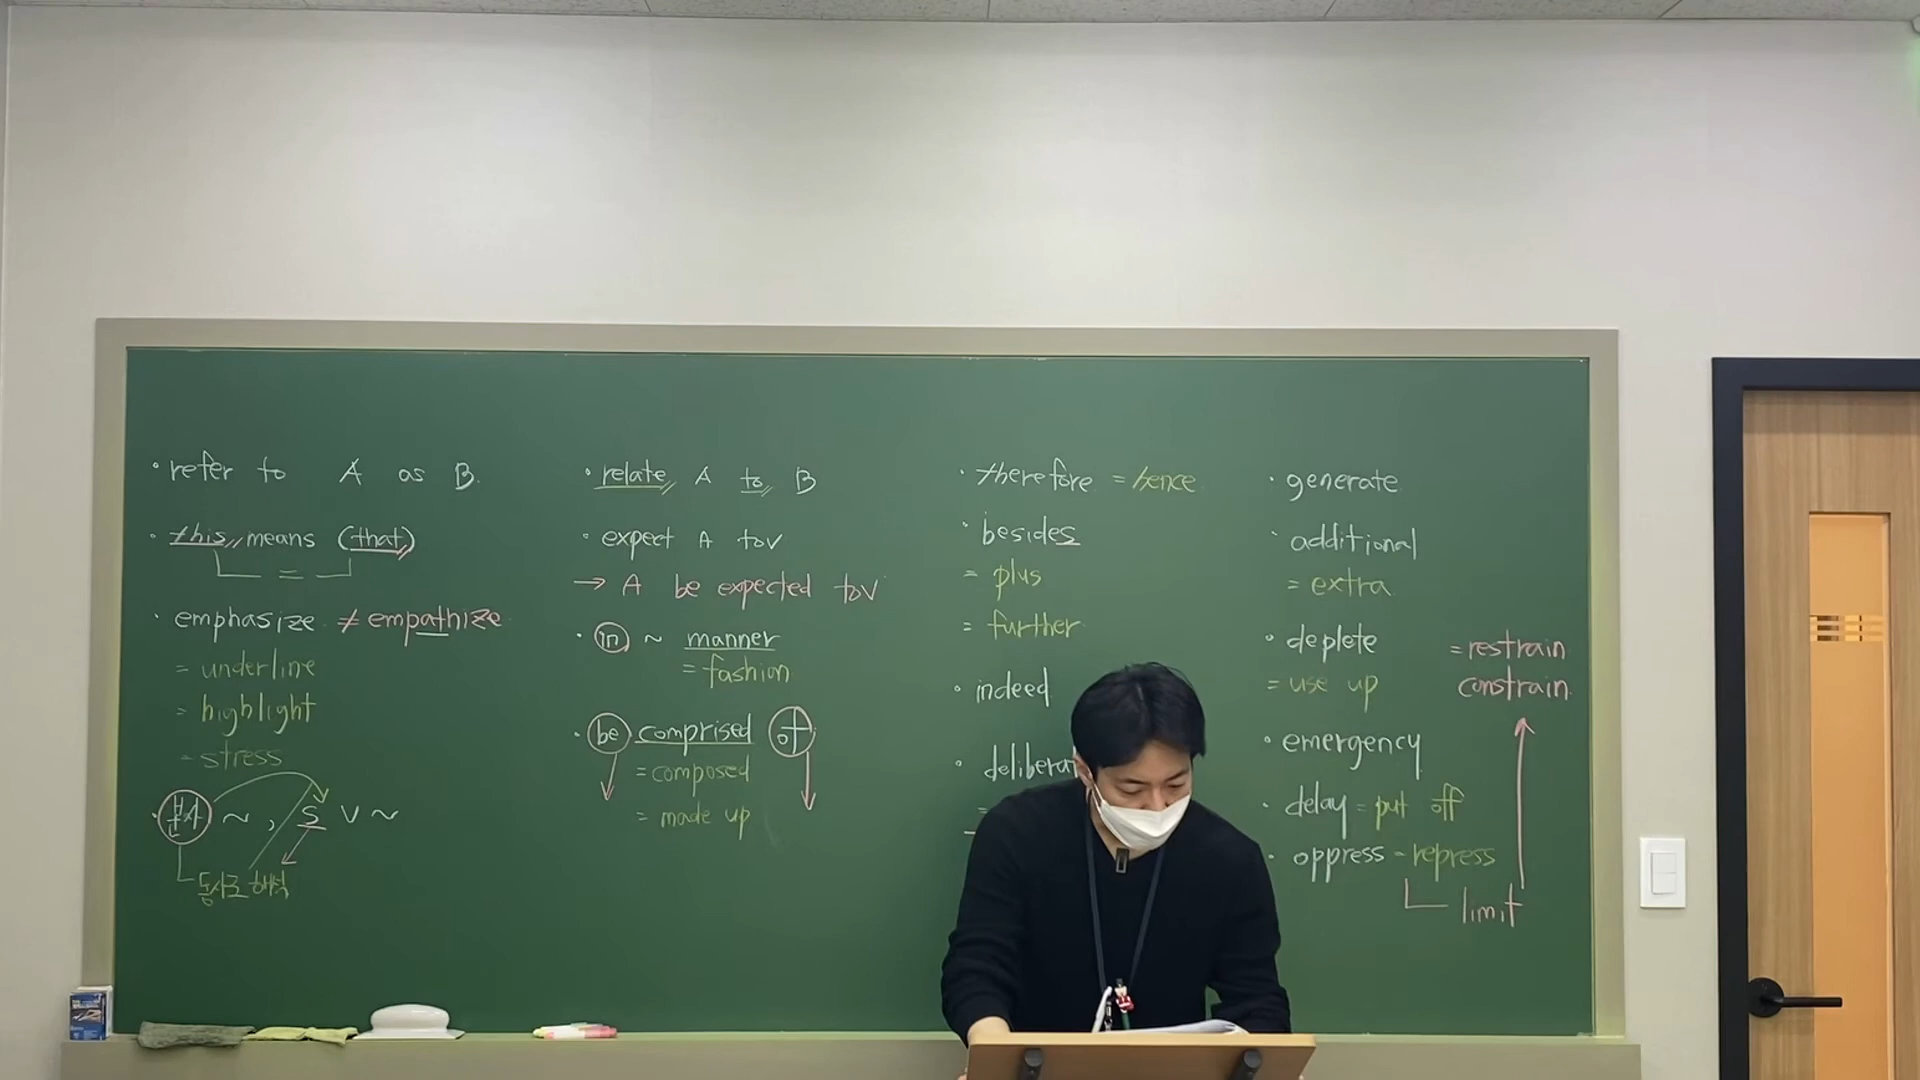 · refer to A as B.
· this means (that)
=
· emphasize ≠ empathize
= underline
= highlight
= stress
· 분사 ~, S V ~
동사로 해석
· relate A to B
· expect A to V
→ A be expected to V
· in ~ manner
= fashion
· be comprised of
= composed
= made up
· therefore = hence
· besides
= plus
= further
· indeed
=
· generate
· additional
= extra
· deplete
= use up
· emergency
· delay = put off
· oppress = repress
limit
= restrain
constrain